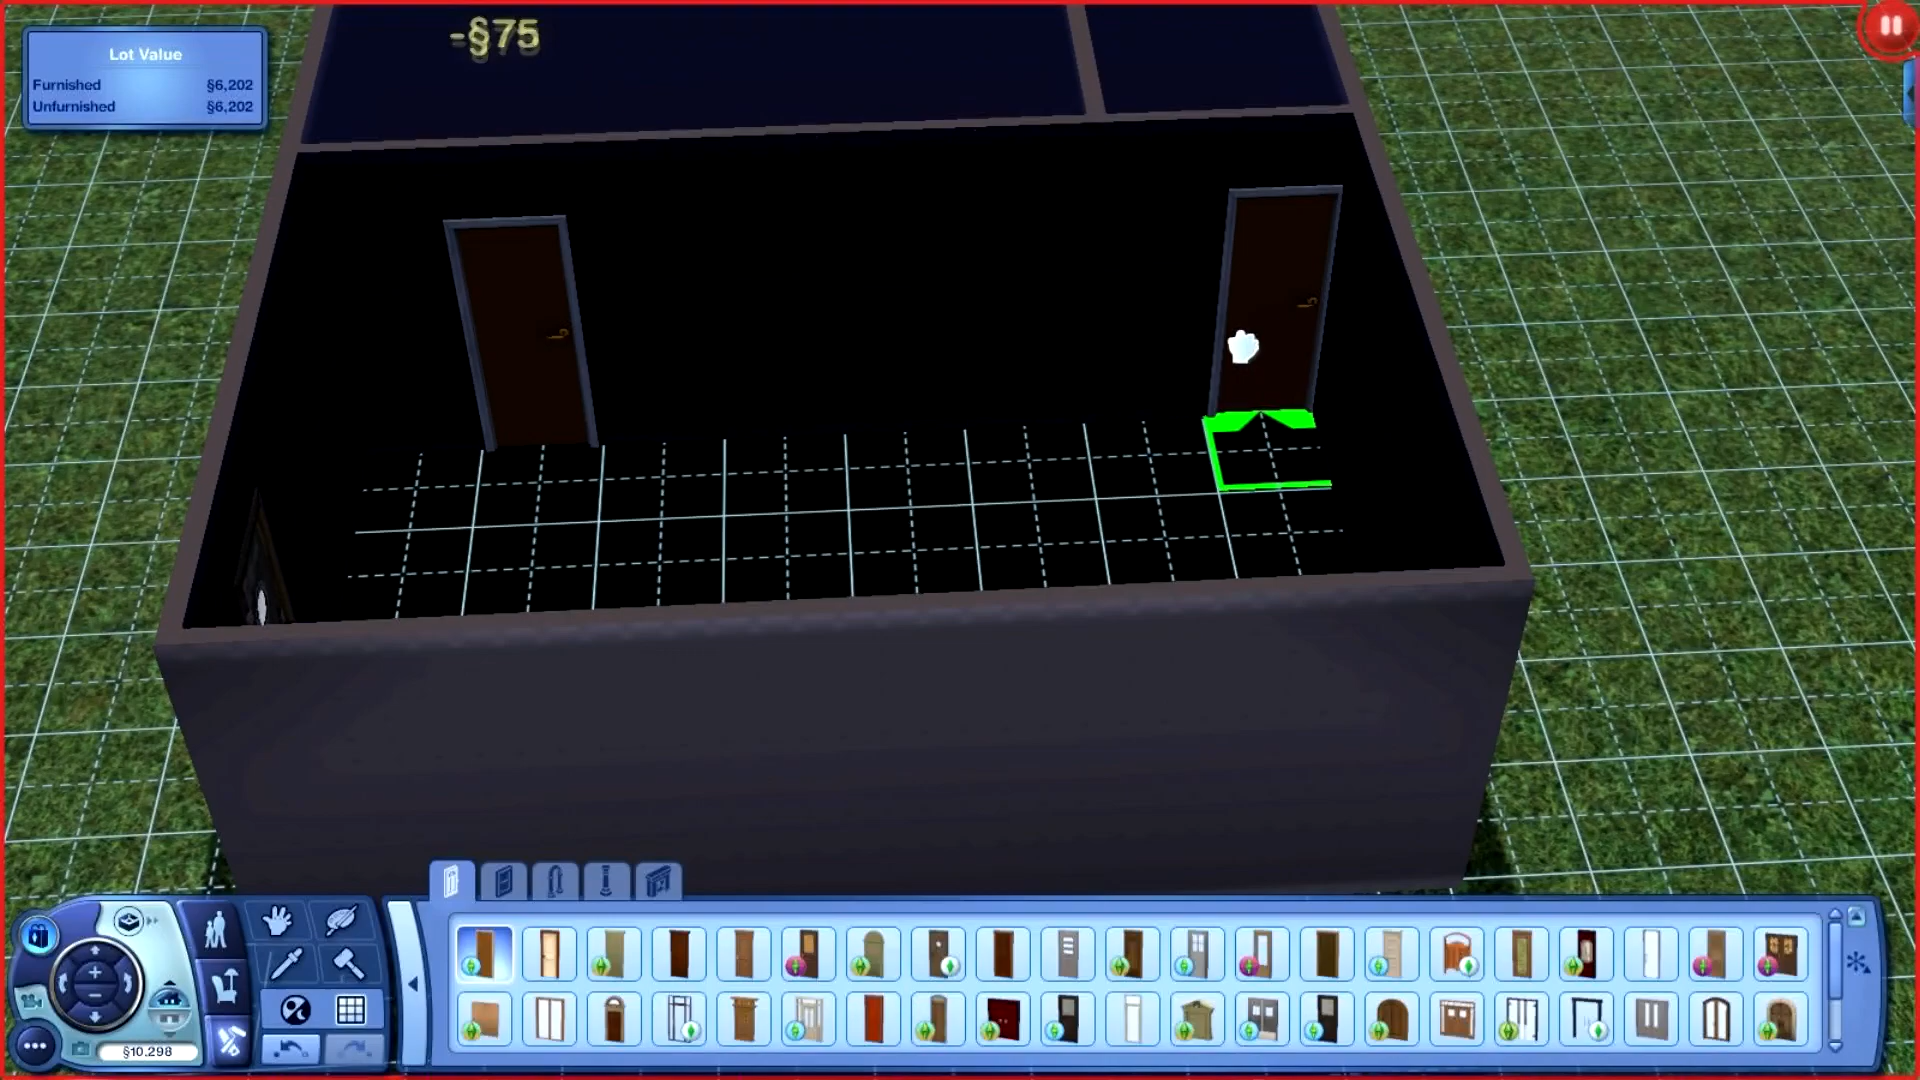 -§75
Lot Value
Furnished §6,202
Unfurnished §6,202
§10.298